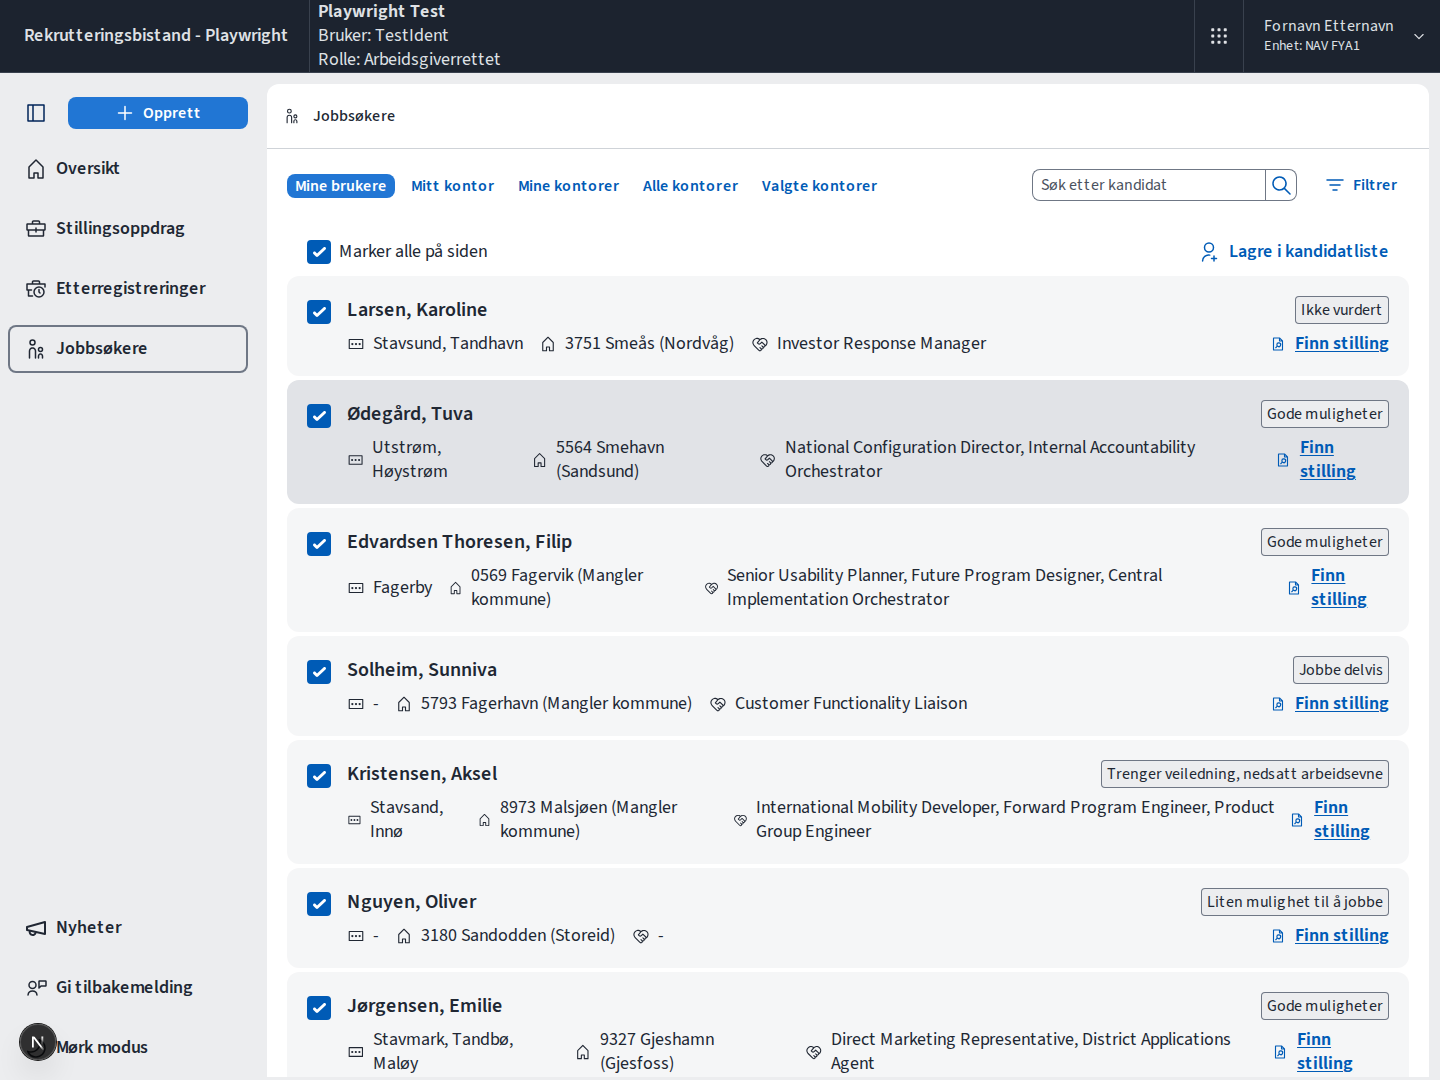 Rekrutteringsbistand - Playwright
Playwright Test
Bruker: TestIdent
Rolle: Arbeidsgiverrettet
Fornavn Etternavn
Enhet: NAV FYA1
Opprett
Oversikt
Stillingsoppdrag
Etterregistreringer
Jobbsøkere
Nyheter
Gi tilbakemelding
N
Mørk modus
Jobbsøkere
Mine brukere
Mitt kontor
Mine kontorer
Alle kontorer
Valgte kontorer
Søk etter kandidat
Filtrer
Marker alle på siden
Lagre i kandidatliste
Larsen, Karoline
Ikke vurdert
Stavsund, Tandhavn
3751 Smeås (Nordvåg)
Investor Response Manager
Finn stilling
Ødegård, Tuva
Gode muligheter
Utstrøm,
Høystrøm
5564 Smehavn
(Sandsund)
National Configuration Director, Internal Accountability
Orchestrator
Finn
stilling
Edvardsen Thoresen, Filip
Gode muligheter
Fagerby
0569 Fagervik (Mangler
kommune)
Senior Usability Planner, Future Program Designer, Central
Implementation Orchestrator
Finn
stilling
Solheim, Sunniva
Jobbe delvis
-
5793 Fagerhavn (Mangler kommune)
Customer Functionality Liaison
Finn stilling
Kristensen, Aksel
Trenger veiledning, nedsatt arbeidsevne
Stavsand,
Innø
8973 Malsjøen (Mangler
kommune)
International Mobility Developer, Forward Program Engineer, Product
Group Engineer
Finn
stilling
Nguyen, Oliver
Liten mulighet til å jobbe
-
3180 Sandodden (Storeid)
-
Finn stilling
Jørgensen, Emilie
Gode muligheter
Stavmark, Tandbø,
Maløy
9327 Gjeshamn
(Gjesfoss)
Direct Marketing Representative, District Applications
Agent
Finn
stilling